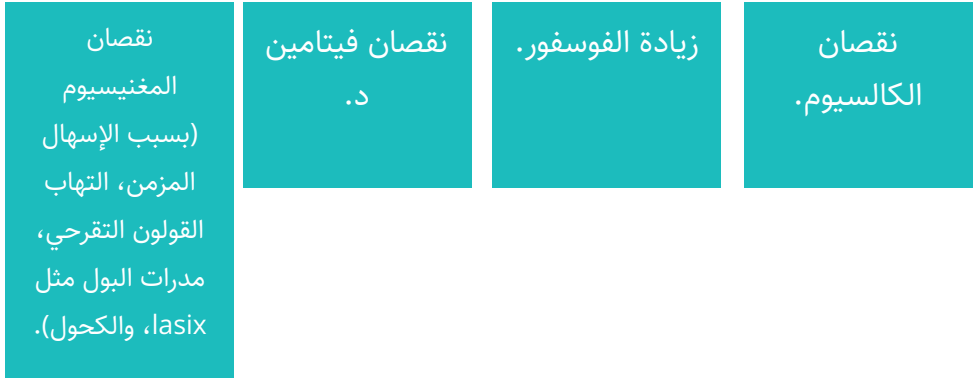 نقصان
الكالسيوم.
زيادة الفوسفور.
نقصان فيتامين
د.
نقصان
المغنيسيوم
(بسبب الإسهال
المزمن، التهاب
القولون التقرحي،
مدرات البول مثل
lasix، والكحول).